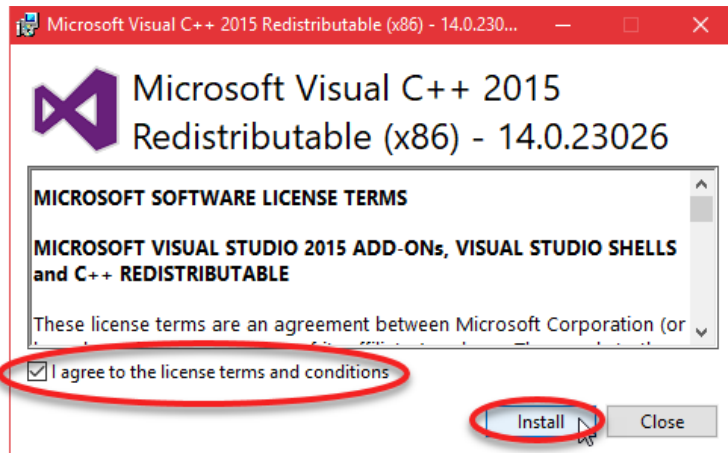 Microsoft Visual C++ 2015 Redistributable (x86) - 14.0.230...
Microsoft Visual C++ 2015
Redistributable (x86) - 14.0.23026
MICROSOFT SOFTWARE LICENSE TERMS
MICROSOFT VISUAL STUDIO 2015 ADD-ONs, VISUAL STUDIO SHELLS
and C++ REDISTRIBUTABLE
These license terms are an agreement between Microsoft Corporation (or
I agree to the license terms and conditions
Install
Close